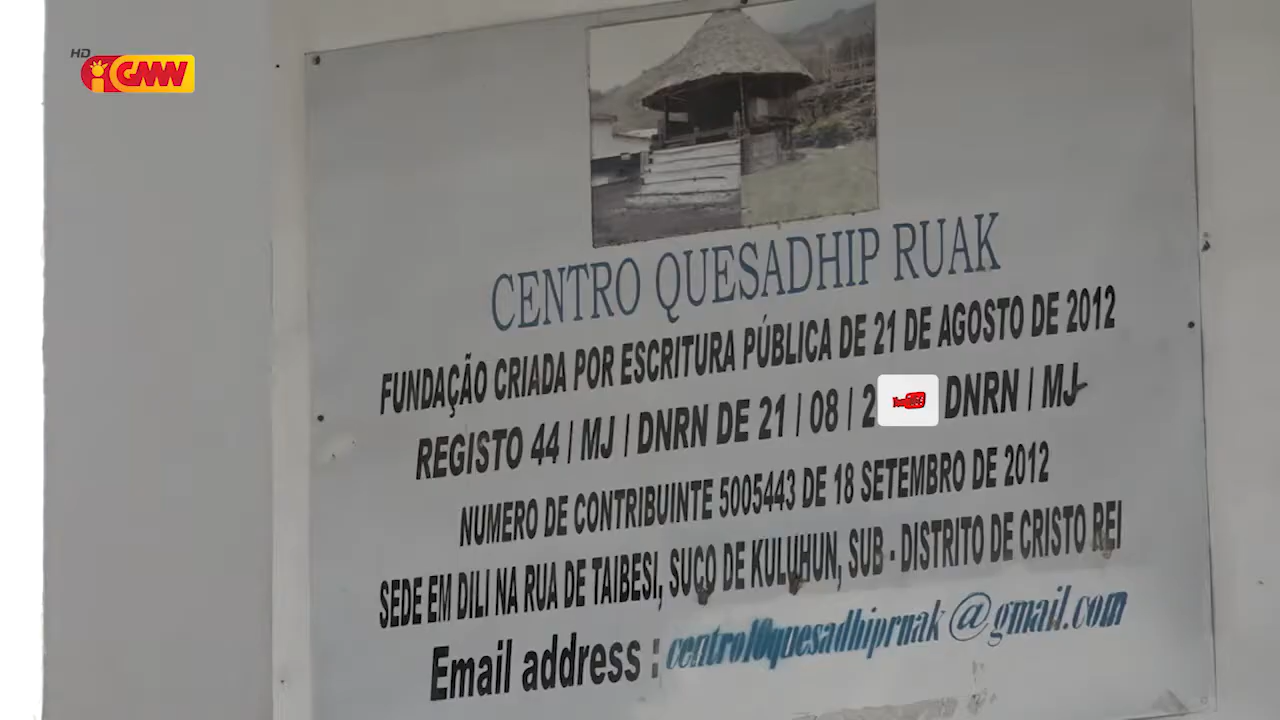 HD
GMW
CENTRO QUESADHIP RUAK
FUNDAÇÃO CRIADA POR ESCRITURA PÚBLICA DE 21 DE AGOSTO DE 2012
REGISTO 44 / MJ / DNRN DE 21 / 08 / 2 DNRN / MJ
NUMERO DE CONTRIBUINTE 5005443 DE 18 SETEMBRO DE 2012
SEDE EM DILI NA RUA DE TAIBESI, SUCO DE KULUHUN, SUB - DISTRITO DE CRISTO REI
Email address : @gmail.com